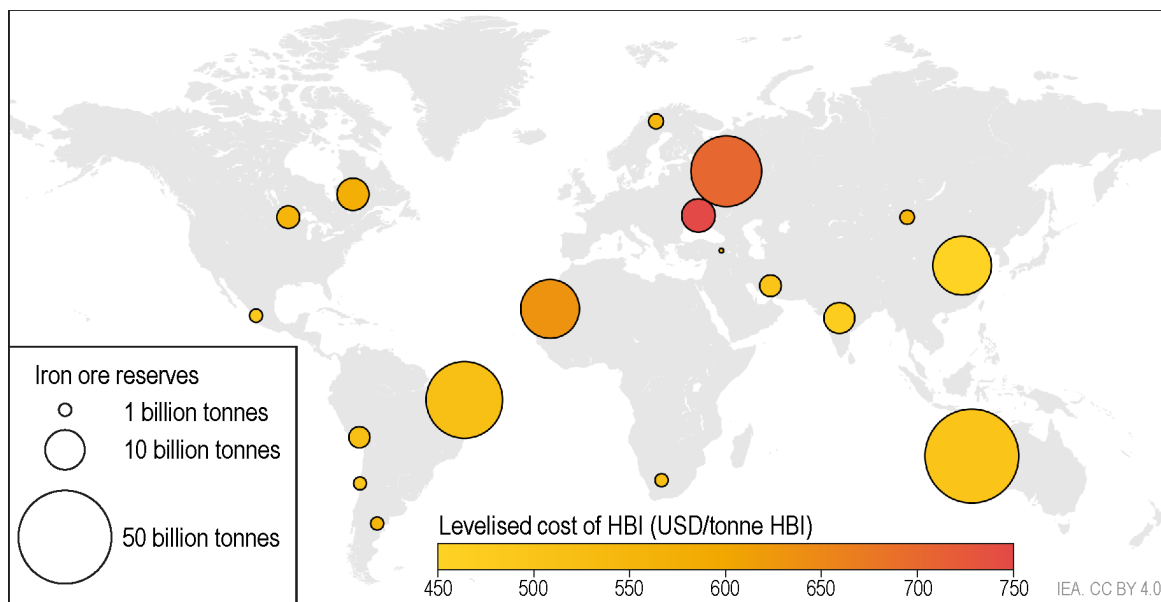 Iron ore reserves
1 billion tonnes
10 billion tonnes
50 billion tonnes
Levelised cost of HBI (USD/tonne HBI)
450 500 550 600 650 700 750
IEA. CC BY 4.0